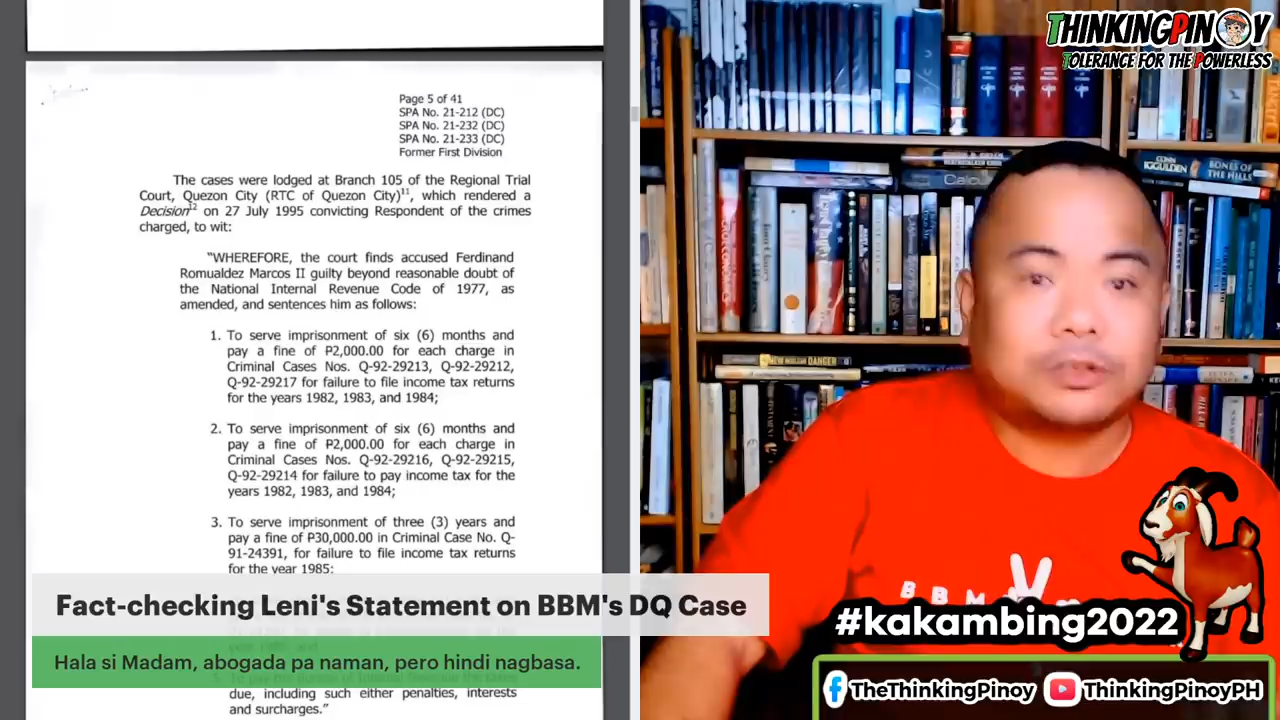 Page 5 of 41
SPA No. 21-212 (DC)
SPA No. 21-232 (DC)
SPA No. 21-233 (DC)
Former First Division
The cases were lodged at Branch 105 of the Regional Trial
Court, Quezon City (RTC of Quezon City)11, which rendered a
Decision12 on 27 July 1995 convicting Respondent of the crimes
charged, to wit:
"WHEREFORE, the court finds accused Ferdinand
Romualdez Marcos II guilty beyond reasonable doubt of
the National Internal Revenue Code of 1977, as
amended, and sentences him as follows:
1. To serve imprisonment of six (6) months and
pay a fine of ₱2,000.00 for each charge in
Criminal Cases Nos. Q-92-29213, Q-92-29212,
Q-92-29217 for failure to file income tax returns
for the years 1982, 1983, and 1984;
2. To serve imprisonment of six (6) months and
pay a fine of ₱2,000.00 for each charge in
Criminal Cases Nos. Q-92-29216, Q-92-29215,
Q-92-29214 for failure to pay income tax for the
years 1982, 1983, and 1984;
3. To serve imprisonment of three (3) years and
pay a fine of ₱30,000.00 in Criminal Case No. Q-
91-24391, for failure to file income tax returns
for the year 1985;
due, including such either penalties, interests
and surcharges."
Fact-checking Leni's Statement on BBM's DQ Case
Hala si Madam, abogada pa naman, pero hindi nagbasa.
THINKINGPINOY
TOLERANCE FOR THE POWERLESS
CONN
IGGULDEN
BONES OF
THE HILLS
BBM
#kakambing2022
TheThinkingPinoy
ThinkingPinoyPH